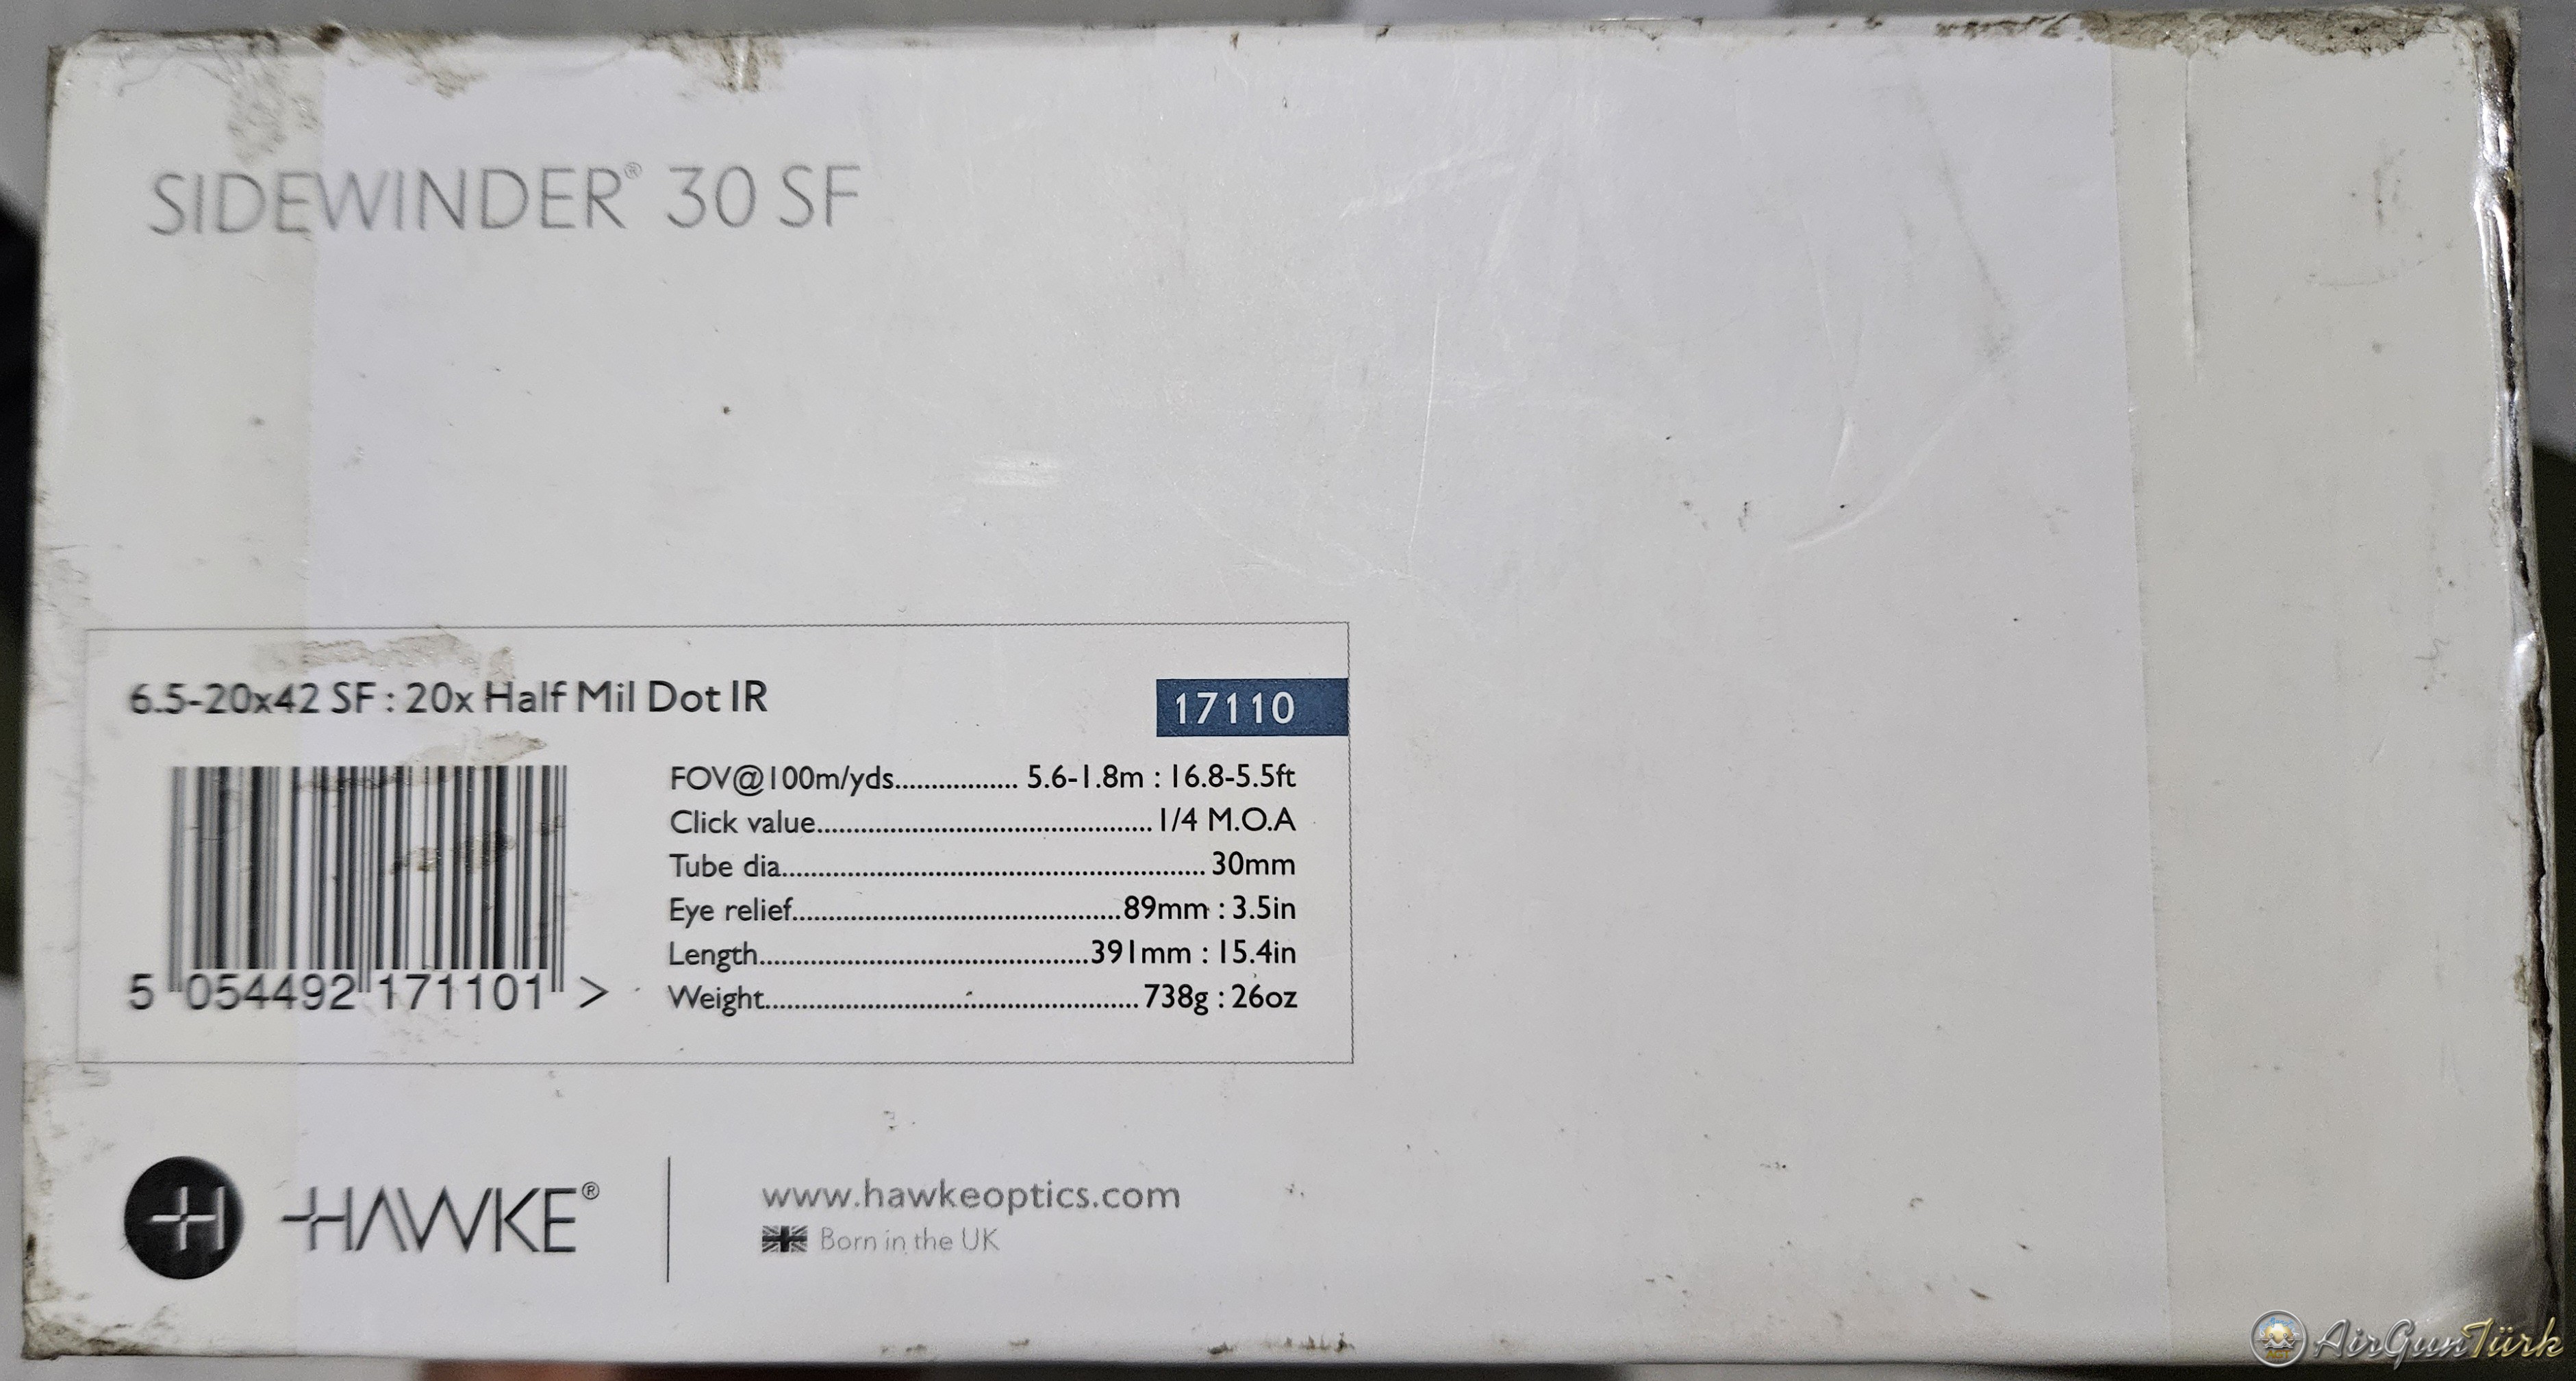 SIDEWINDER® 30 SF
6.5-20x42 SF : 20x Half Mil Dot IR
17110
FOV@100m/yds................. 5.6-1.8m : 16.8-5.5ft
Click value............................................. 1/4 M.O.A
Tube dia......................................................... 30mm
Eye relief............................................89mm : 3.5in
Length............................................391mm : 15.4in
Weight.................................................. 738g : 26oz
5 054492 171101 >
H HAWKE®
www.hawkeoptics.com
Born in the UK
AirGunTürk